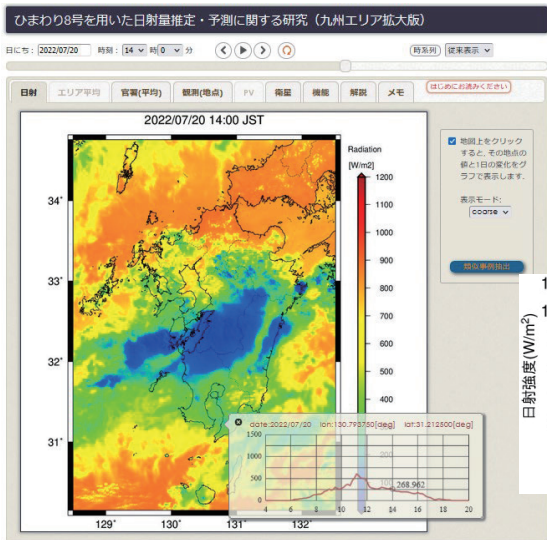 ひまわり8号を用いた日射量推定・予測に関する研究（九州エリア拡大版）
日にち: 2022/07/20 時刻: 14 時 0 分 時系列 従来表示
日射 エリア平均 官署(平均) 観測(地点) PV 衛星 機能 解説 メモ はじめにお読みください
2022/07/20 14:00 JST
Radiation
[W/m2]
1200
1100
1000
900
800
700
600
500
400
34°
33°
32°
31°
129° 130° 131° 132°
地図上をクリック
すると、その地点の
値と1日の変化をグ
ラフで表示します.
表示モード:
coarse
類似事例抽出
日射強度(W/m²)
1
1
date:2022/07/20 lon:130.793750[deg] lat:31.212500[deg]
1500
1000
500
0
268.962
4 6 8 10 12 14 16 18 20